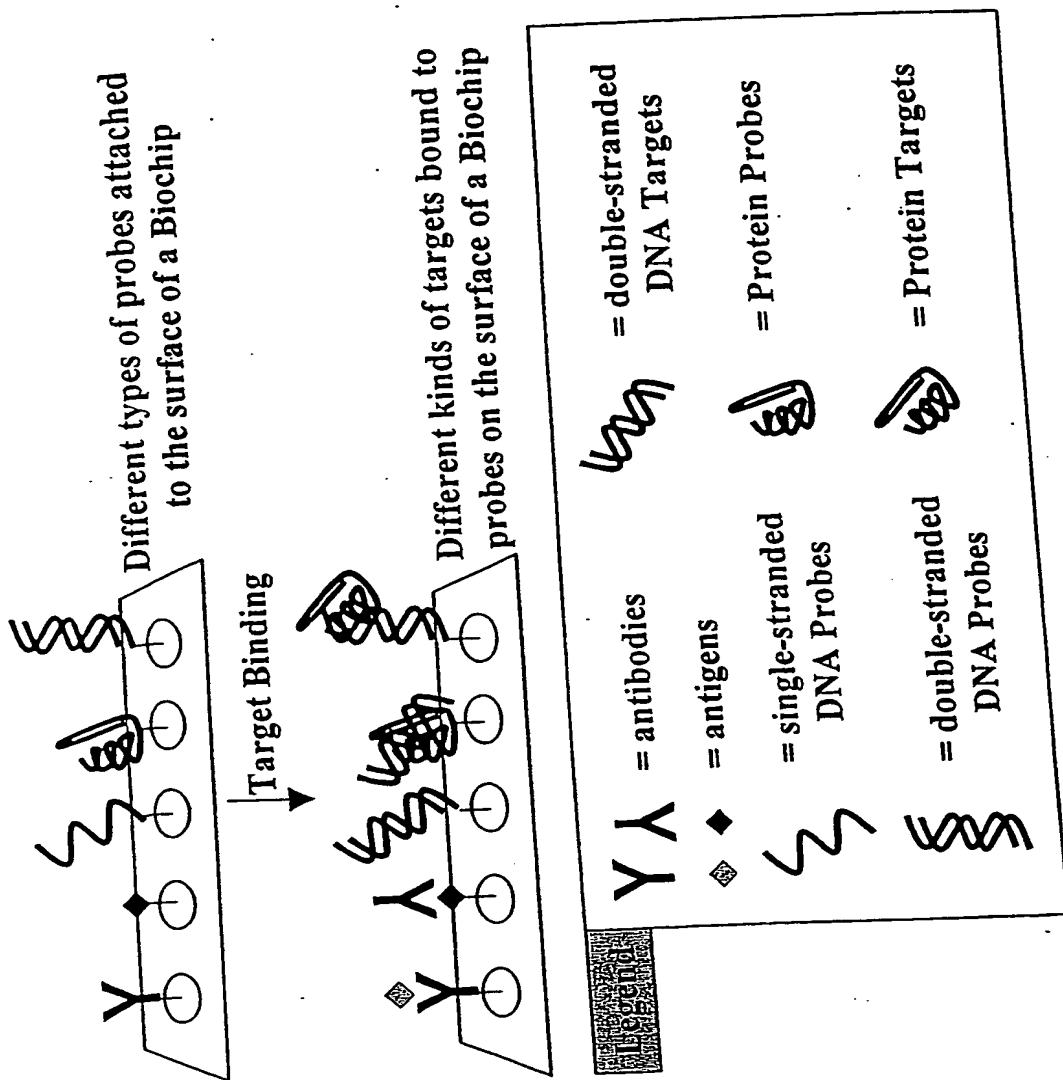 Different types of probes attached
to the surface of a Biochip
Target Binding
Different kinds of targets bound to
probes on the surface of a Biochip
Legend
= antibodies
= antigens
= single-stranded
DNA Probes
= double-stranded
DNA Probes
= double-stranded
DNA Targets
= Protein Probes
= Protein Targets